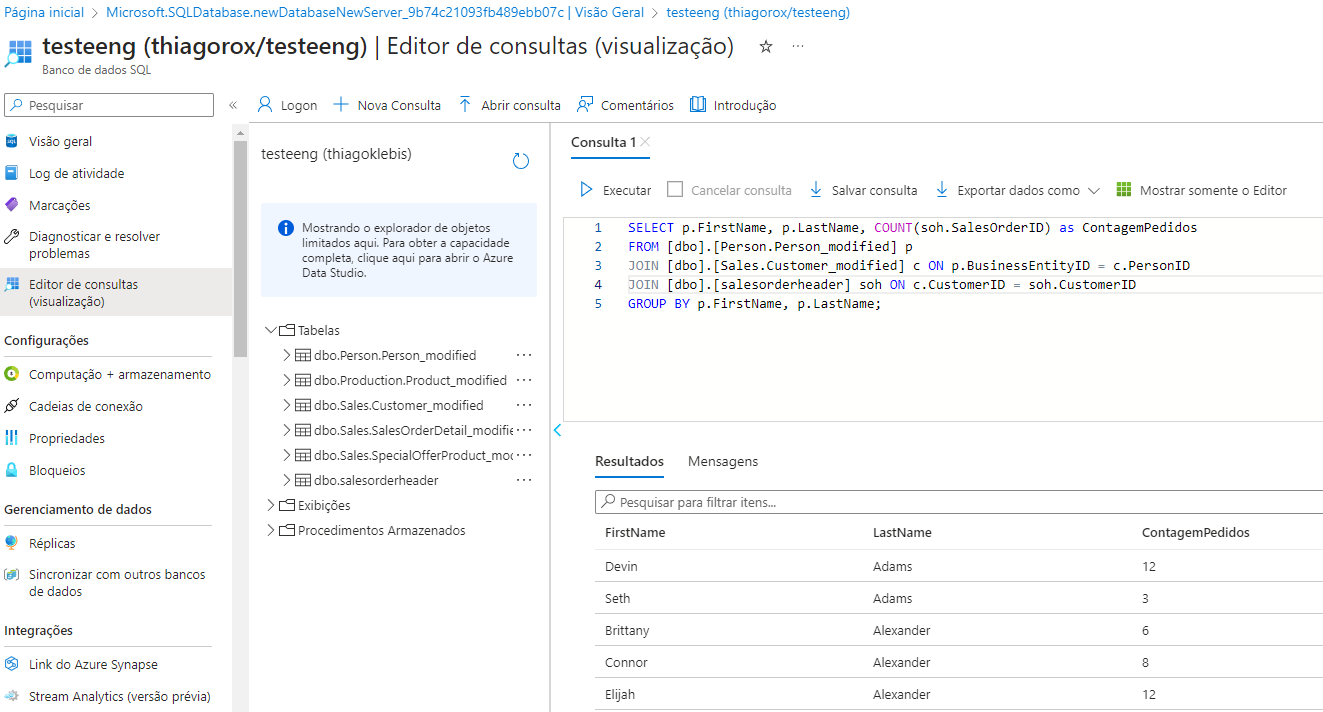 Página inicial > Microsoft.SQLDatabase.newDatabaseNewServer_9b74c21093fb489ebb07c | Visão Geral > testeeng (thiagorox/testeeng)
testeeng (thiagorox/testeeng) | Editor de consultas (visualização)
Banco de dados SQL
Pesquisar
Visão geral
Log de atividade
Marcações
Diagnosticar e resolver
problemas
Editor de consultas
(visualização)
Configurações
Computação + armazenamento
Cadeias de conexão
Propriedades
Bloqueios
Gerenciamento de dados
Réplicas
Sincronizar com outros bancos
de dados
Integrações
Link do Azure Synapse
Stream Analytics (versão prévia)
Logon Nova Consulta Abrir consulta Comentários Introdução
testeeng (thiagoklebis)
Mostrando o explorador de objetos
limitados aqui. Para obter a capacidade
completa, clique aqui para abrir o Azure
Data Studio.
Tabelas
dbo.Person.Person_modified ...
dbo.Production.Product_modified ...
dbo.Sales.Customer_modified ...
dbo.Sales.SalesOrderDetail_modifie ...
dbo.Sales.SpecialOfferProduct_mod ...
dbo.salesorderheader ...
Exibições
Procedimentos Armazenados
Consulta 1
Executar Cancelar consulta Salvar consulta Exportar dados como Mostrar somente o Editor
1 SELECT p.FirstName, p.LastName, COUNT(soh.SalesOrderID) as ContagemPedidos
2 FROM [dbo].[Person.Person_modified] p
3 JOIN [dbo].[Sales.Customer_modified] c ON p.BusinessEntityID = c.PersonID
4 JOIN [dbo].[salesorderheader] soh ON c.CustomerID = soh.CustomerID
5 GROUP BY p.FirstName, p.LastName;
Resultados Mensagens
Pesquisar para filtrar itens...
FirstName LastName ContagemPedidos
Devin Adams 12
Seth Adams 3
Brittany Alexander 6
Connor Alexander 8
Elijah Alexander 12